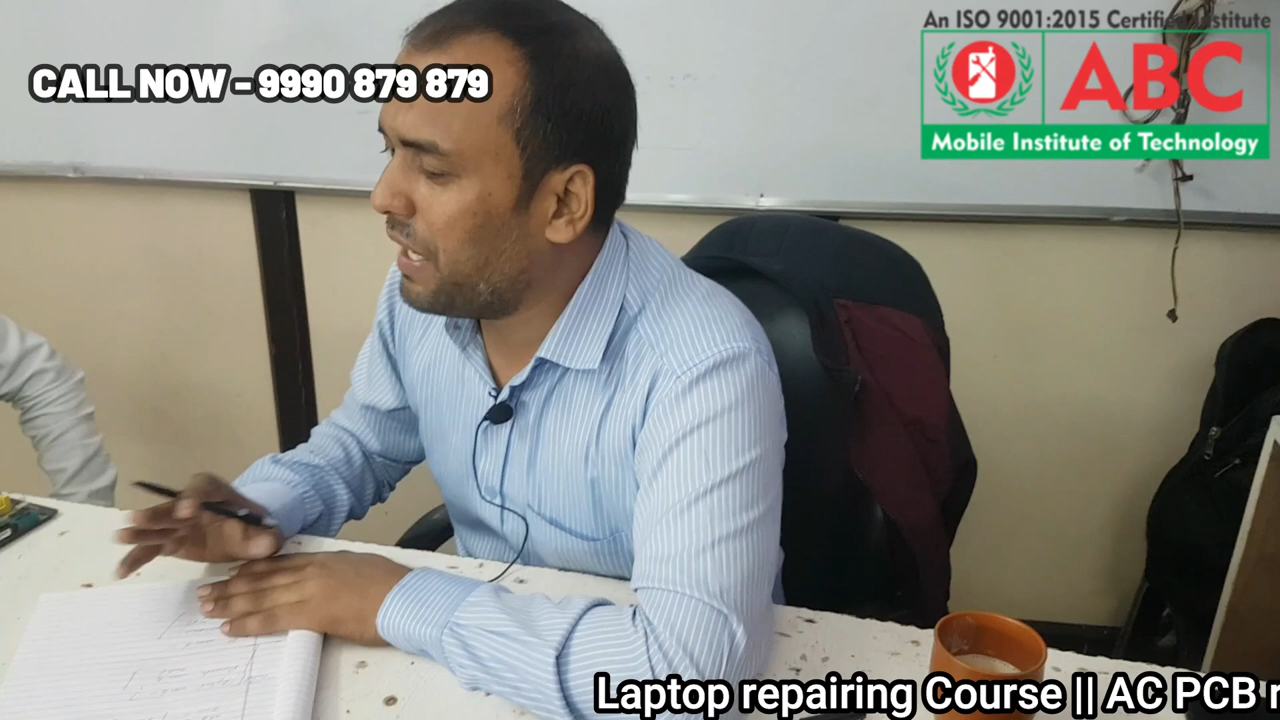 An ISO 9001:2015 Certified Institute
CALL NOW - 9990 879 879
ABC
Mobile Institute of Technology
Laptop repairing Course || AC PCB